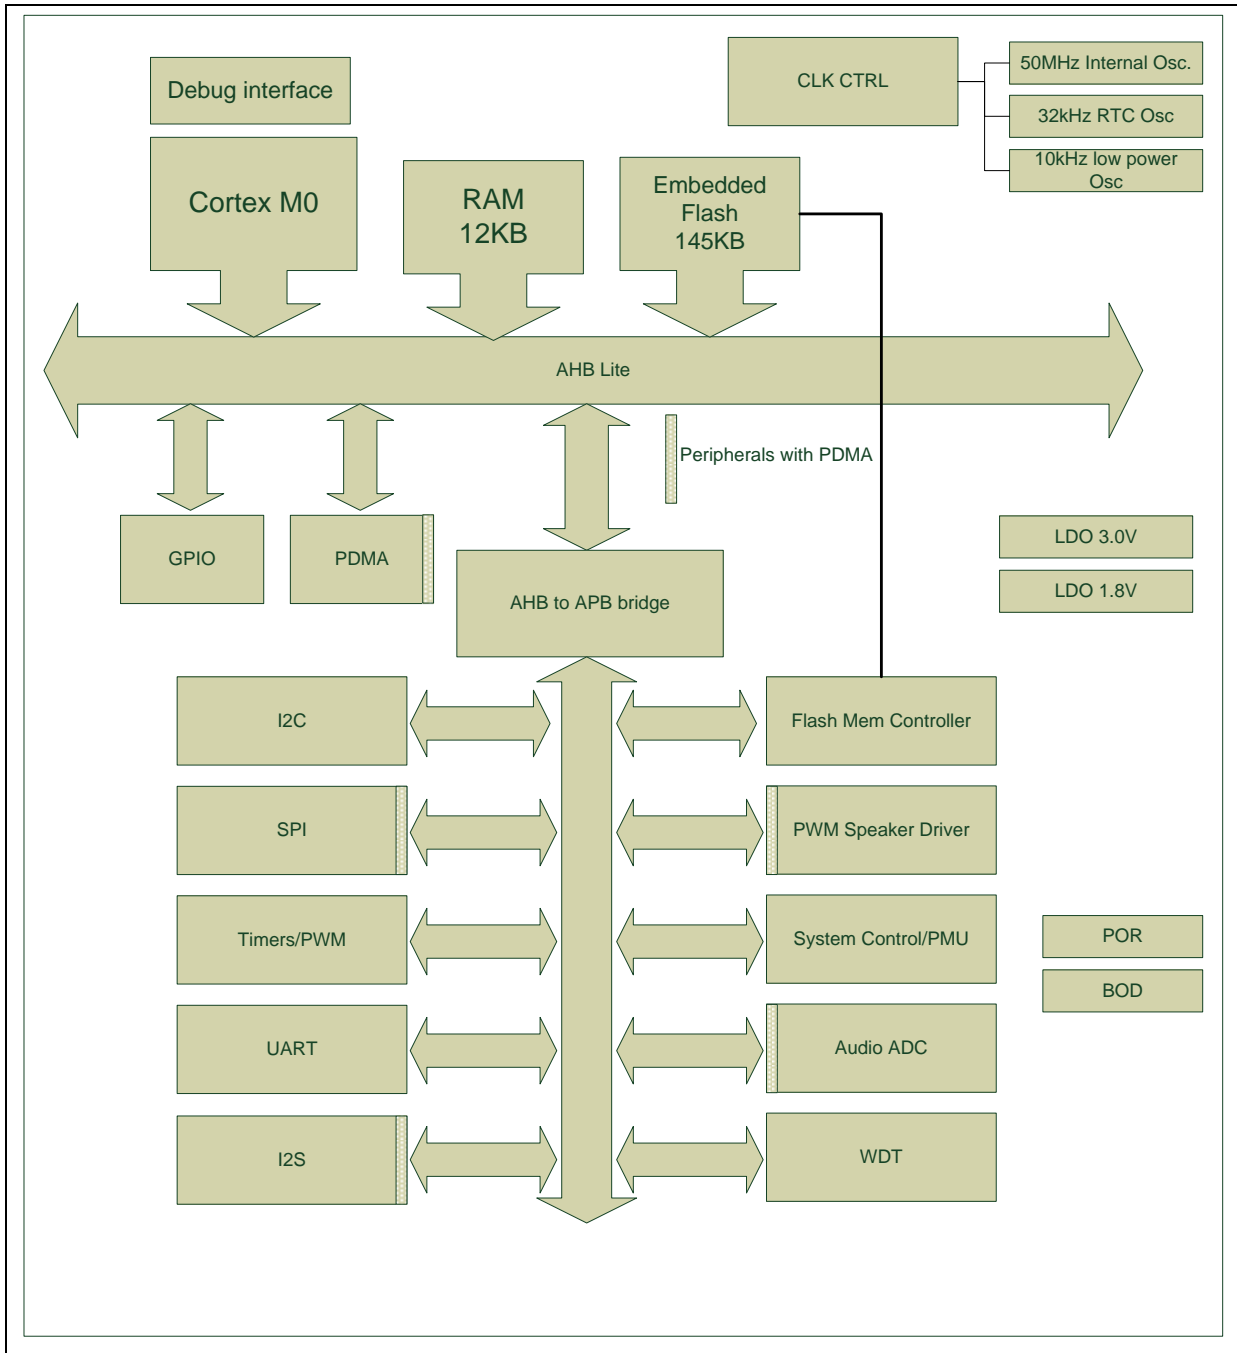 Debug interface
CLK CTRL
50MHz Internal Osc.
32kHz RTC Osc
10kHz low power
Osc
Cortex M0
RAM
12KB
Embedded
Flash
145KB
AHB Lite
Peripherals with PDMA
GPIO
PDMA
AHB to APB bridge
LDO 3.0V
LDO 1.8V
I2C
Flash Mem Controller
SPI
PWM Speaker Driver
Timers/PWM
System Control/PMU
POR
BOD
UART
Audio ADC
I2S
WDT